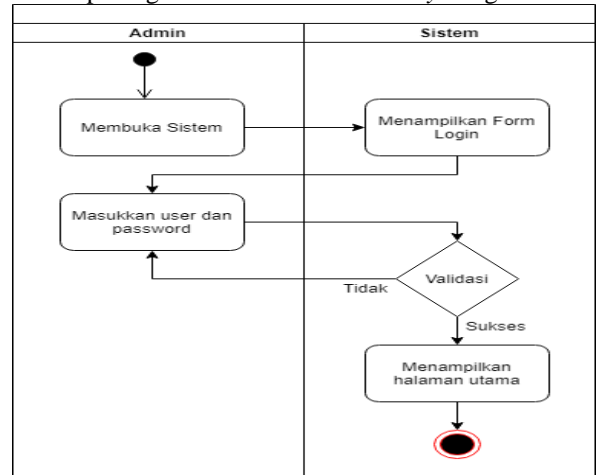 Admin
Sistem
Membuka Sistem
Menampilkan Form
Login
Masukkan user dan
password
Validasi
Tidak
Sukses
Menampilkan
halaman utama